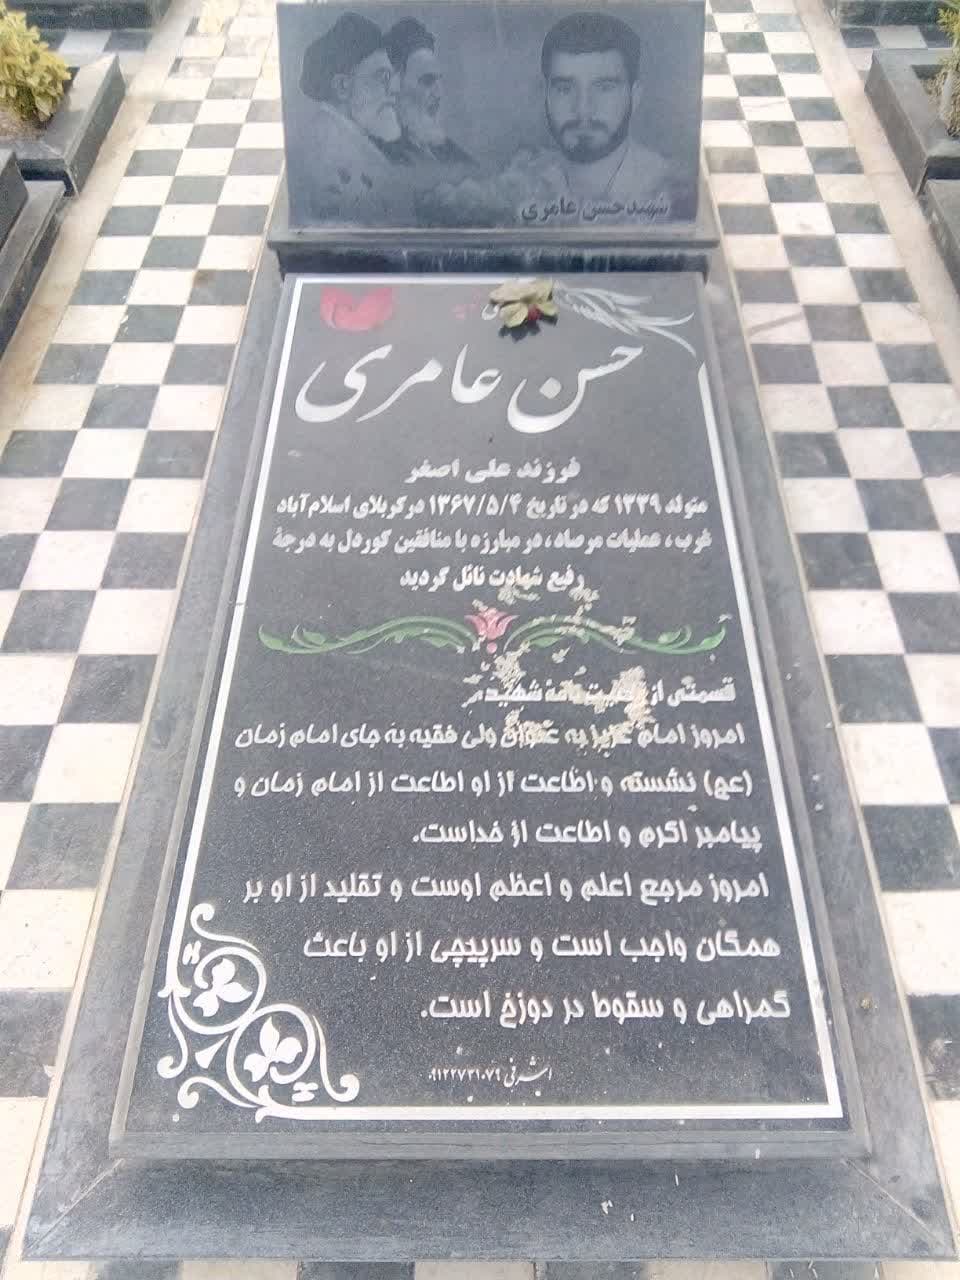 شهید حسن عامری
حسن عامری
فرزند علی اصغر
متولد ۱۳۳۹ که در تاریخ ۱۳۶۷/۵/۴ در کربلای اسلام آباد
غرب، عملیات مرصاد، در مبارزه با منافقین کوردل به درجهٔ
رفیع شهادت نائل گردید
قسمتی از وصیت نامهٔ شهید
امروز امام عزیز به عنوان ولی فقیه به جای امام زمان
(عج) نشسته و اطاعت از او اطاعت از امام زمان و
پیامبر اکرم و اطاعت از خداست.
امروز مرجع اعلم و اعظم اوست و تقلید از او بر
همگان واجب است و سرپیچی از او باعث
گمراهی و سقوط در دوزخ است.
اشرفی ۰۹۱۲۲۷۳۱۰۷۹